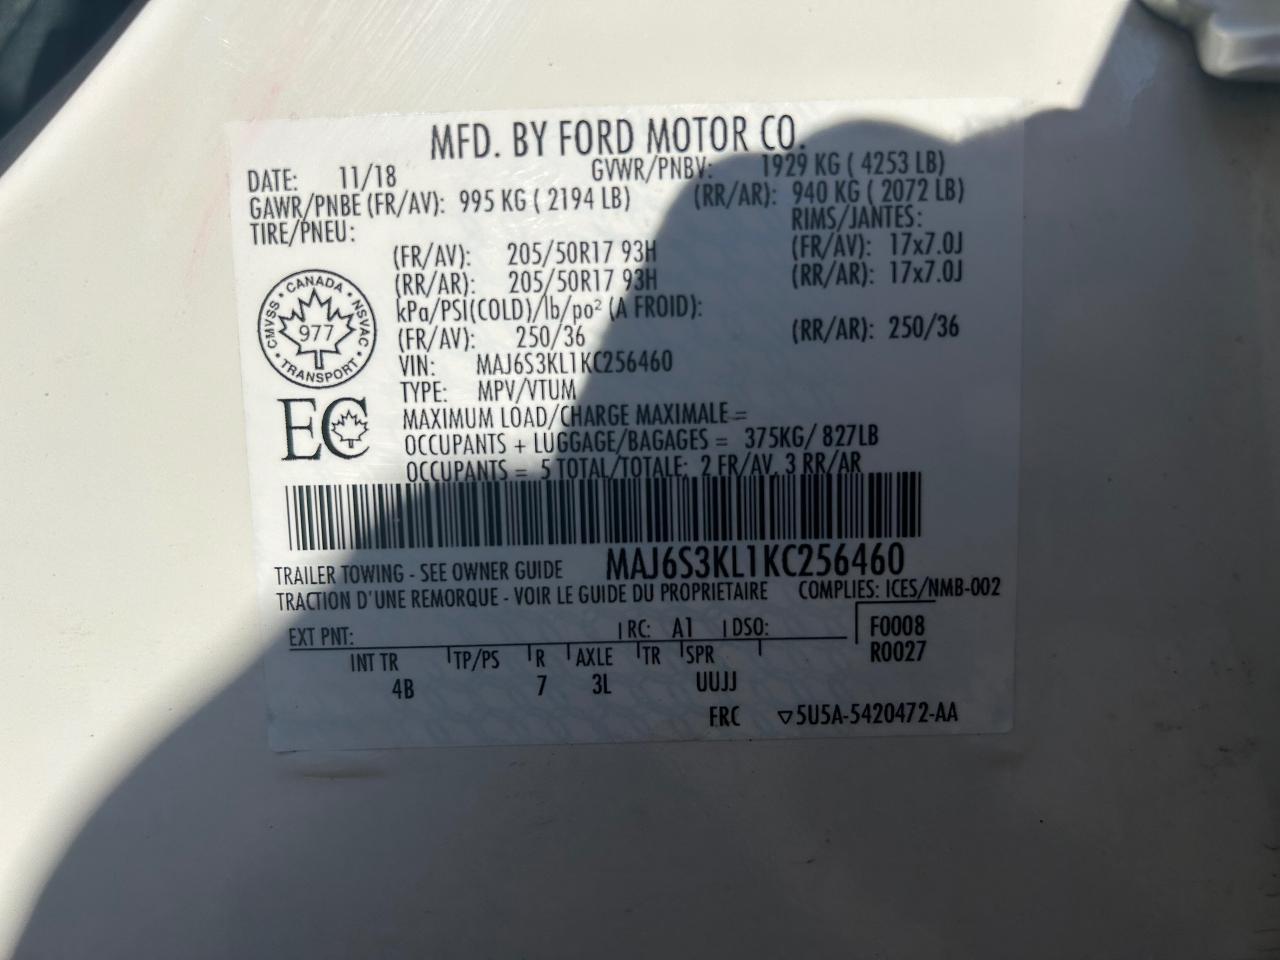 MFD. BY FORD MOTOR CO.
DATE: 11/18 GVWR/PNBV: 1929 KG ( 4253 LB)
GAWR/PNBE (FR/AV): 995 KG ( 2194 LB) (RR/AR): 940 KG ( 2072 LB)
TIRE/PNEU: RIMS/JANTES:
(FR/AV): 205/50R17 93H (FR/AV): 17x7.0J
(RR/AR): 205/50R17 93H (RR/AR): 17x7.0J
kPa/PSI(COLD)/lb/po² (A FROID):
(FR/AV): 250/36 (RR/AR): 250/36
VIN: MAJ6S3KL1KC256460
TYPE: MPV/VTUM
MAXIMUM LOAD/CHARGE MAXIMALE =
OCCUPANTS + LUGGAGE/BAGAGES = 375KG/ 827LB
OCCUPANTS = 5 TOTAL/TOTALE: 2 FR/AV, 3 RR/AR
CMVSS · CANADA · NSVAC · TRANSPORT ·
977
EC
MAJ6S3KL1KC256460
TRAILER TOWING - SEE OWNER GUIDE
TRACTION D'UNE REMORQUE - VOIR LE GUIDE DU PROPRIETAIRE COMPLIES: ICES/NMB-002
EXT PNT: RC: A1 DSO: F0008
INT TR TP/PS R AXLE TR SPR R0027
4B 7 3L UUJJ
FRC ▽5U5A-5420472-AA